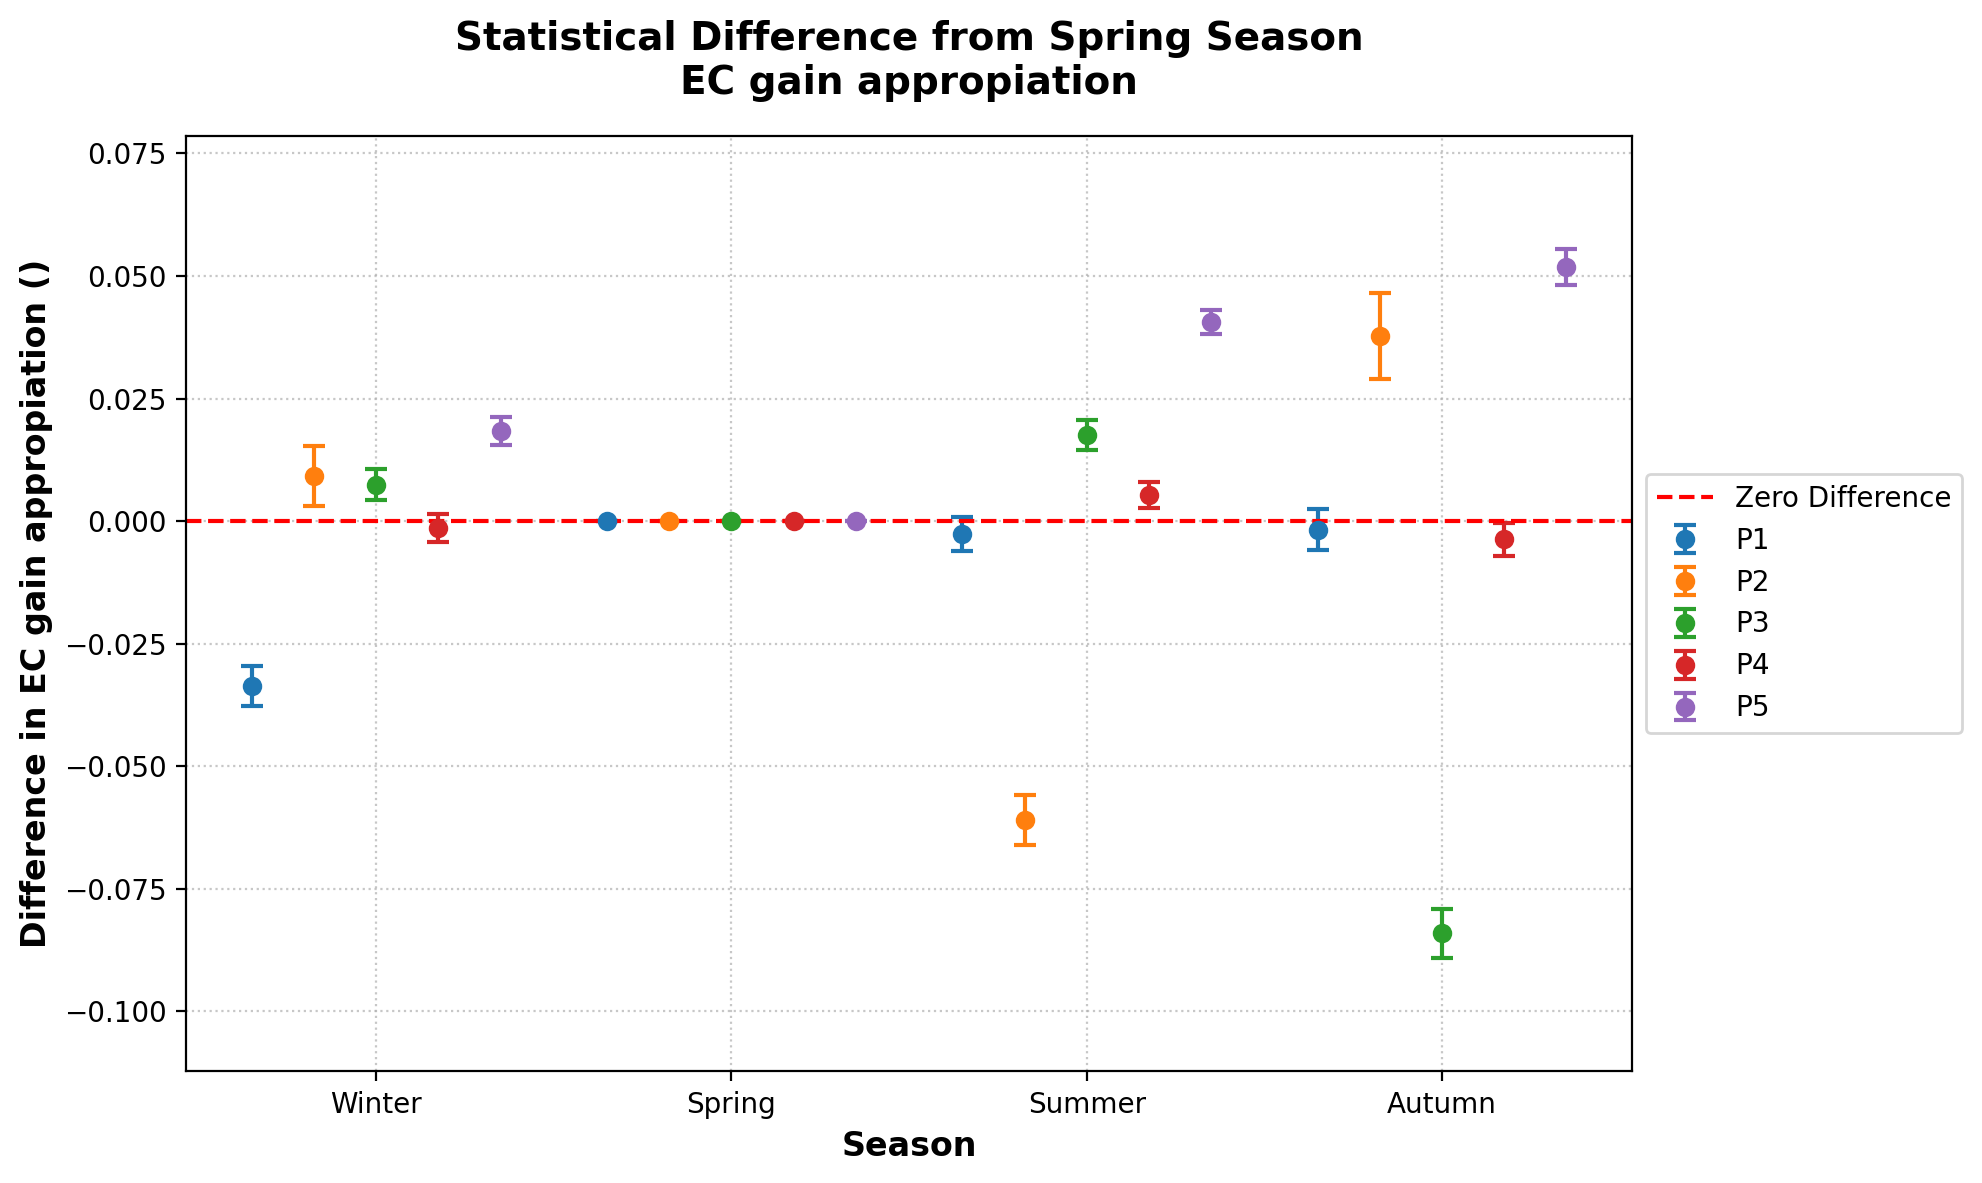 Statistical Difference from Spring Season
EC gain appropiation
Difference in EC gain appropiation ()
0.075
0.050
0.025
0.000
−0.025
−0.050
−0.075
−0.100
Winter
Spring
Summer
Autumn
Season
Zero Difference
P1
P2
P3
P4
P5